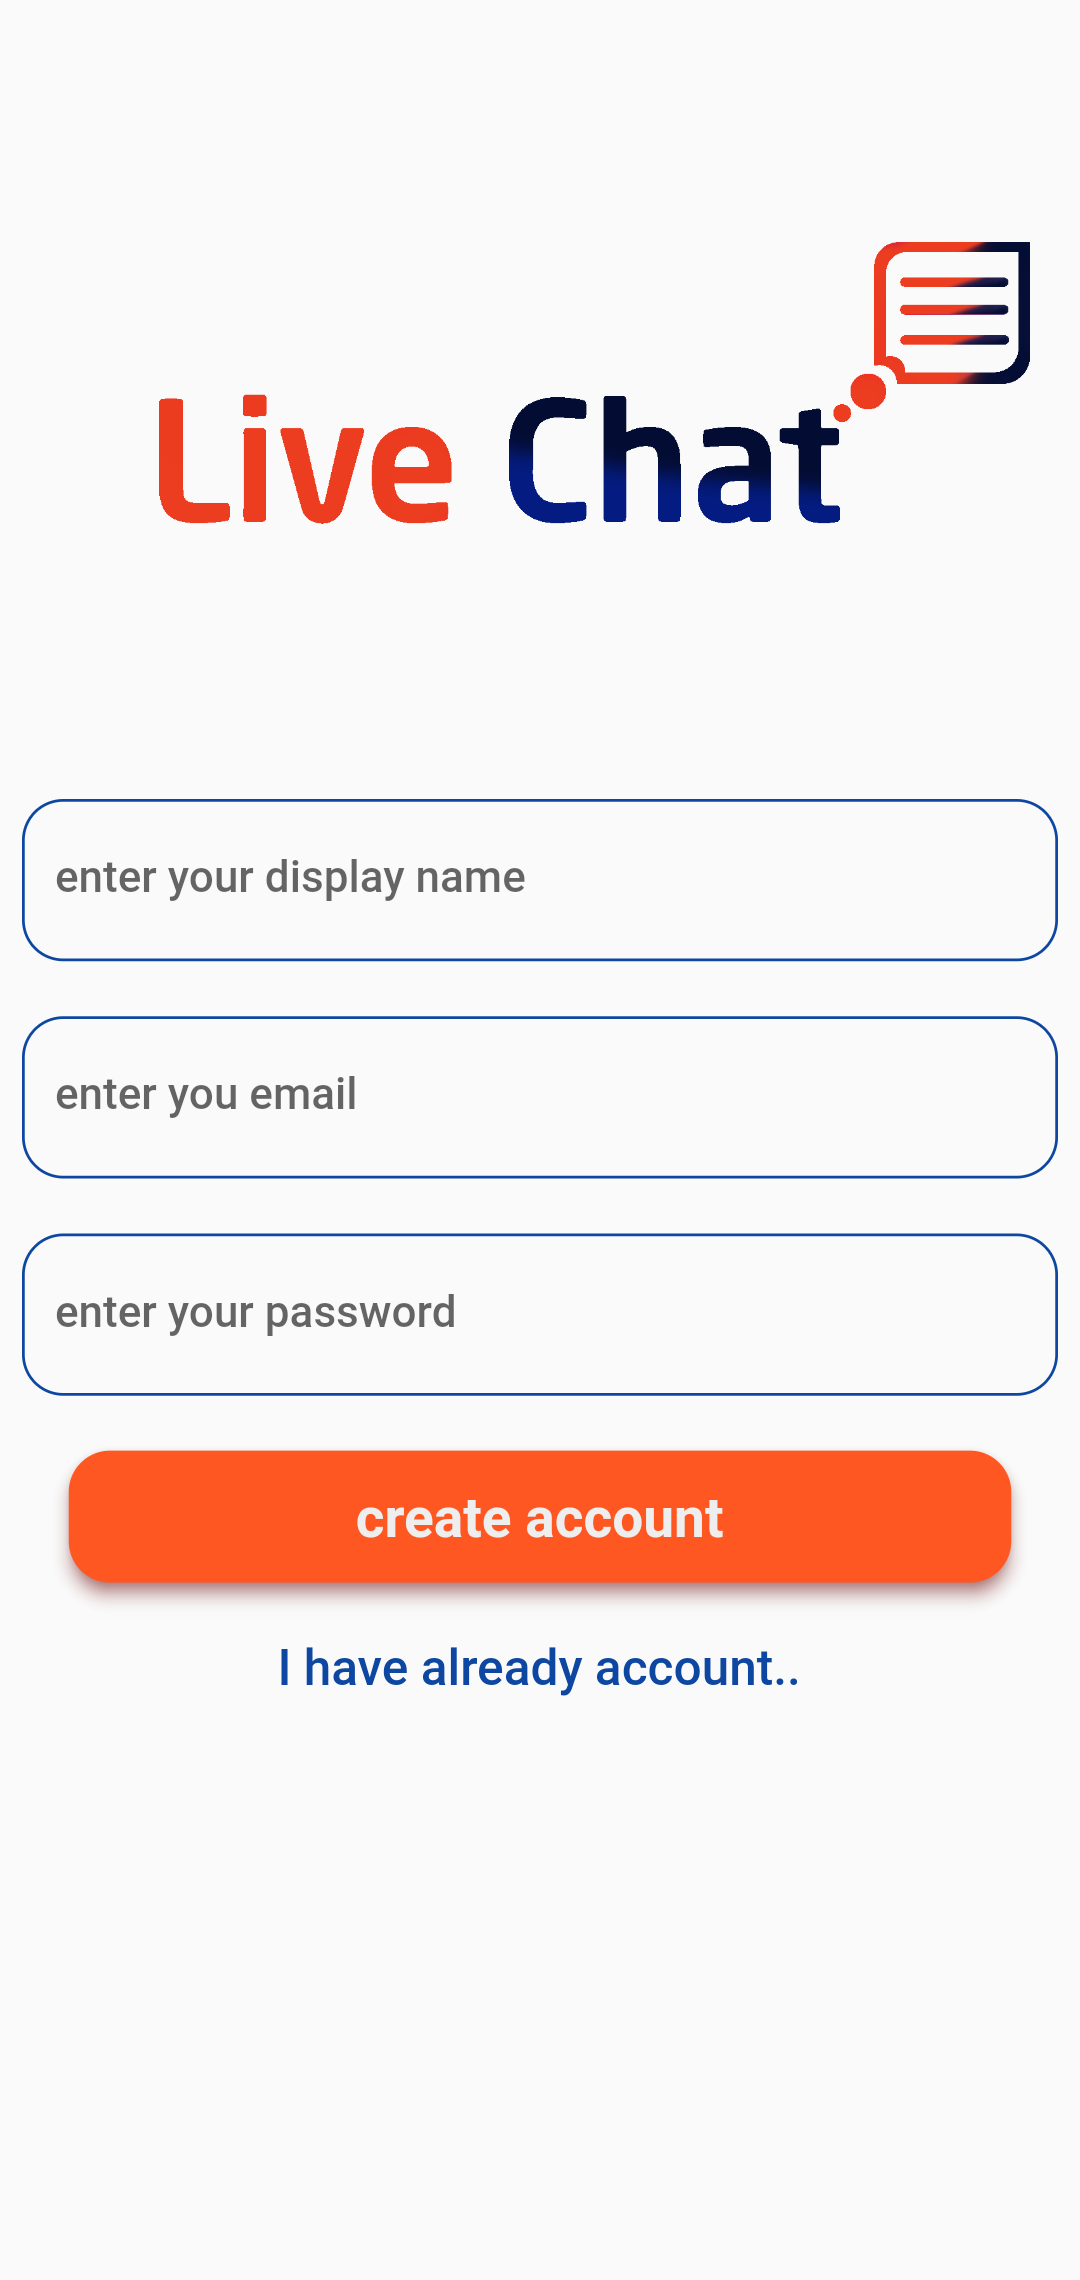 Live Chat
enter your display name
enter you email
enter your password
create account
I have already account..